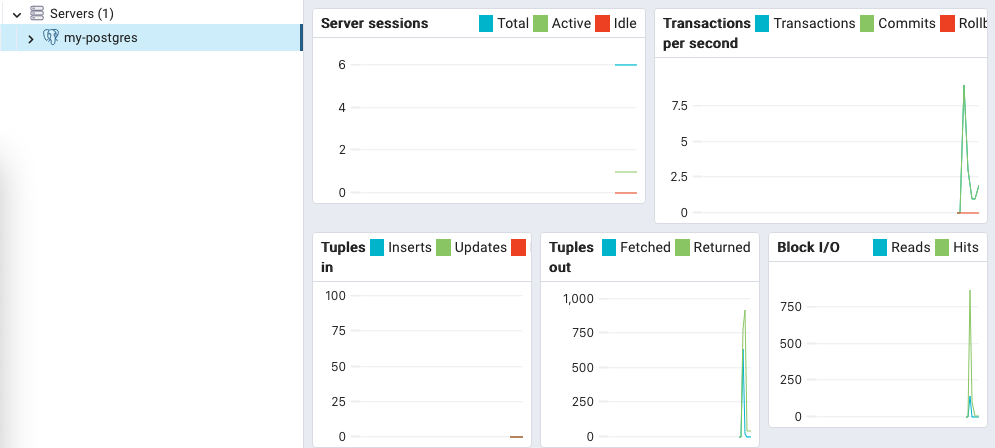 Servers (1)
my-postgres
Server sessions
Total Active Idle
6
4
2
0
Transactions per second
Transactions Commits
7.5
5
2.5
0
Tuples in
Inserts Updates
100
75
50
25
0
Tuples out
Fetched Returned
1,000
750
500
250
0
Block I/O
Reads Hits
750
500
250
0